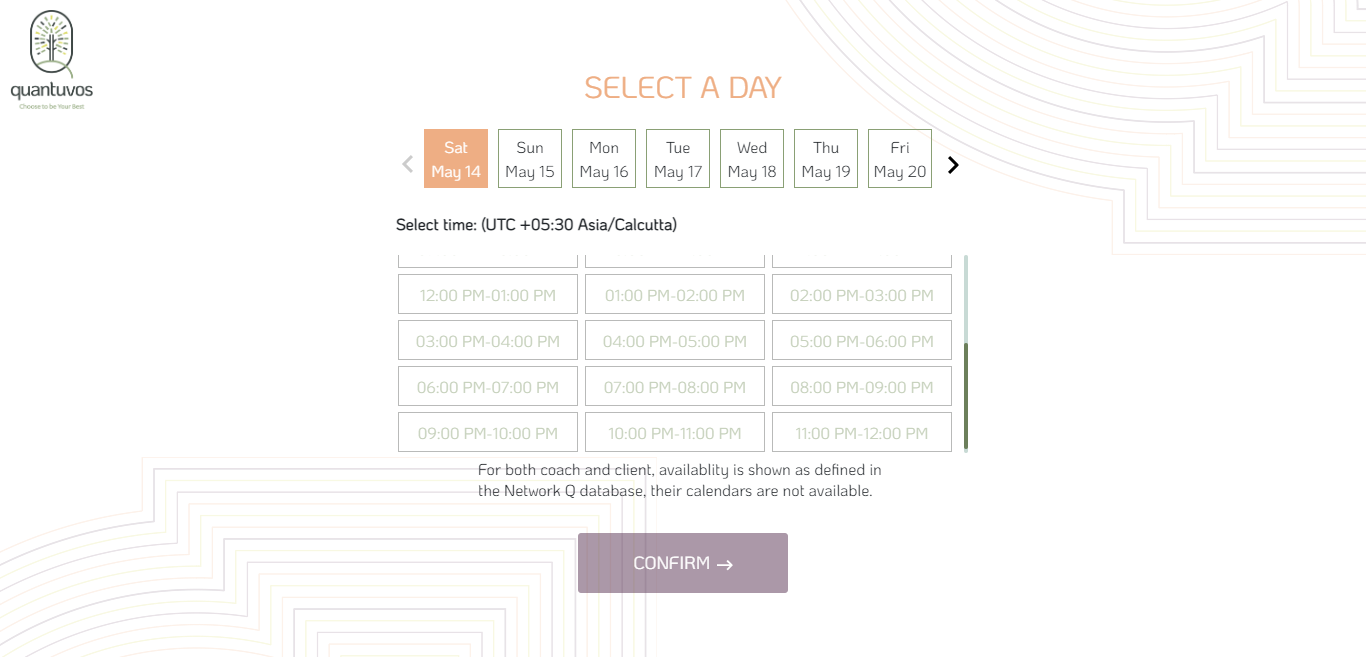 quantuvos
Choose to be Your Best
SELECT A DAY
Sat
May 14
Sun
May 15
Mon
May 16
Tue
May 17
Wed
May 18
Thu
May 19
Fri
May 20
Select time: (UTC +05:30 Asia/Calcutta)
12:00 PM-01:00 PM
01:00 PM-02:00 PM
02:00 PM-03:00 PM
03:00 PM-04:00 PM
04:00 PM-05:00 PM
05:00 PM-06:00 PM
06:00 PM-07:00 PM
07:00 PM-08:00 PM
08:00 PM-09:00 PM
09:00 PM-10:00 PM
10:00 PM-11:00 PM
11:00 PM-12:00 PM
For both coach and client, availablity is shown as defined in
the Network Q database, their calendars are not available.
CONFIRM →